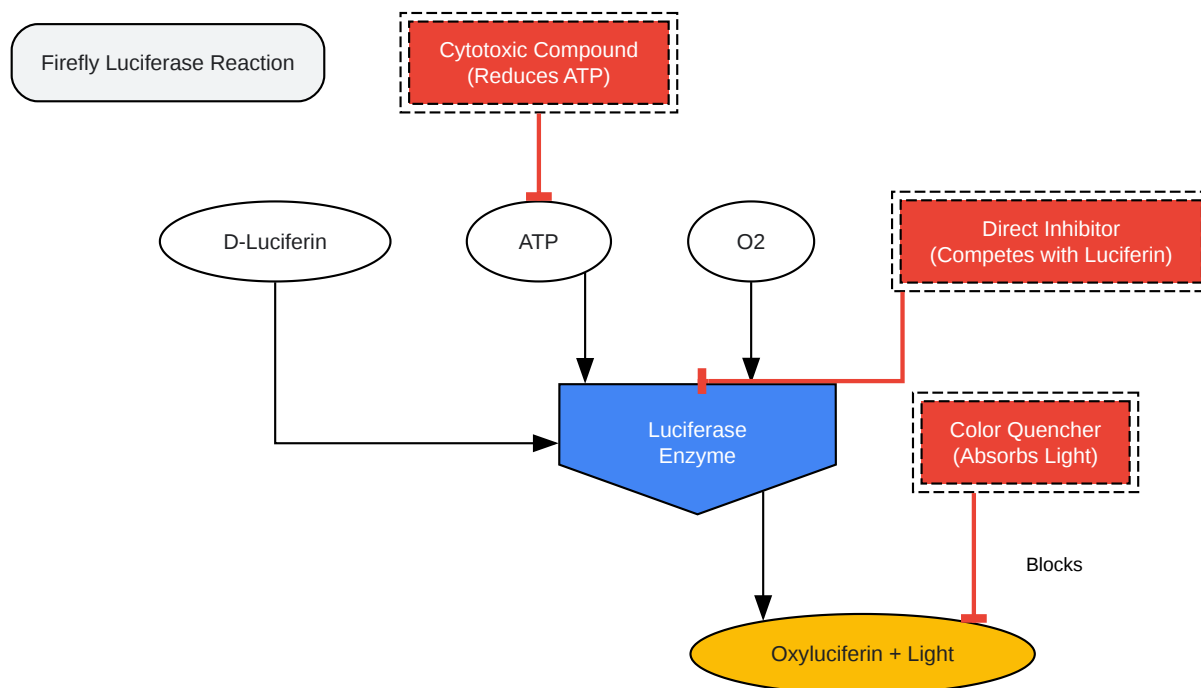 Firefly Luciferase Reaction
Cytotoxic Compound
(Reduces ATP)
D-Luciferin
ATP
O2
Direct Inhibitor
(Competes with Luciferin)
Luciferase
Enzyme
Color Quencher
(Absorbs Light)
Blocks
Oxyluciferin + Light